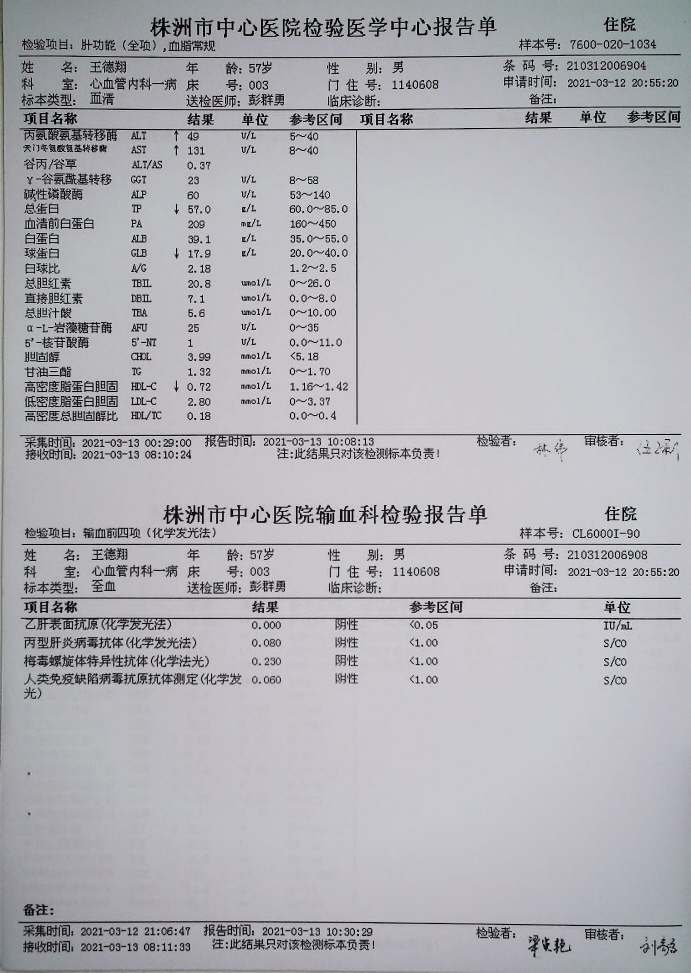 株洲市中心医院检验医学中心报告单 住院
检验项目: 肝功能(全项),血脂常规 样本号: 7600-020-1034
姓 名: 王德翔 年 龄: 57岁 性 别: 男 条 码 号: 210312006904
科 室: 心血管内科一病 床 号: 003 门 住 号: 1140608 申请时间: 2021-03-12 20:55:20
标本类型: 血清 送检医师: 彭群勇 临床诊断: 备注:
项目名称 结果 单位 参考区间 项目名称 结果 单位 参考区间
丙氨酸氨基转移酶 ALT ↑ 49 U/L 5~40
天门冬氨酸氨基转移酶 AST ↑ 131 U/L 8~40
谷丙/谷草 ALT/AS 0.37
γ-谷氨酰基转移 GGT 23 U/L 8~58
碱性磷酸酶 ALP 60 U/L 53~140
总蛋白 TP ↓ 57.0 g/L 60.0~85.0
血清前白蛋白 PA 209 mg/L 160~450
白蛋白 ALB 39.1 g/L 35.0~55.0
球蛋白 GLB ↓ 17.9 g/L 20.0~40.0
白球比 A/G 2.18 1.2~2.5
总胆红素 TBIL 20.8 umol/L 0~26.0
直接胆红素 DBIL 7.1 umol/L 0.0~8.0
总胆汁酸 TBA 5.6 umol/L 0~10.00
α-L-岩藻糖苷酶 AFU 25 U/L 0~35
5'-核苷酸酶 5'-NT 1 U/L 0.0~11.0
胆固醇 CHOL 3.99 mmol/L <5.18
甘油三酯 TG 1.32 mmol/L 0~1.70
高密度脂蛋白胆固 HDL-C ↓ 0.72 mmol/L 1.16~1.42
低密度脂蛋白胆固 LDL-C 2.80 mmol/L 0~3.37
高密度总胆固醇比 HDL/TC 0.18 0.0~0.4
采集时间: 2021-03-13 00:29:00 报告时间: 2021-03-13 10:08:13 检验者: 林伟 审核者:
接收时间: 2021-03-13 08:10:24 注:此结果只对该检测标本负责!
株洲市中心医院输血科检验报告单 住院
检验项目: 输血前四项(化学发光法) 样本号: CL6000I-90
姓 名: 王德翔 年 龄: 57岁 性 别: 男 条 码 号: 210312006908
科 室: 心血管内科一病 床 号: 003 门 住 号: 1140608 申请时间: 2021-03-12 20:55:20
标本类型: 全血 送检医师: 彭群勇 临床诊断: 备注:
项目名称 结果 参考区间 单位
乙肝表面抗原(化学发光法) 0.000 阴性 <0.05 IU/mL
丙型肝炎病毒抗体(化学发光法) 0.080 阴性 <1.00 S/CO
梅毒螺旋体特异性抗体(化学法光) 0.230 阴性 <1.00 S/CO
人类免疫缺陷病毒抗原抗体测定(化学发 0.060 阴性 <1.00 S/CO
光)
备注:
采集时间: 2021-03-12 21:06:47 报告时间: 2021-03-13 10:30:29 检验者: 审核者:
接收时间: 2021-03-13 08:11:33 注:此结果只对该检测标本负责!